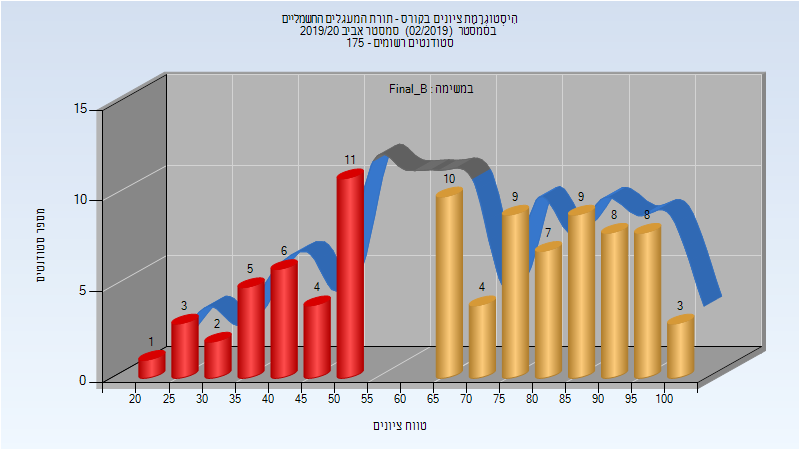 היסטוגרמת ציונים בקורס - תורת המעגלים החשמליים
בסמסטר (02/2019) סמסטר אביב 2019/20
סטודנטים רשומים - 175
במשימה : Final_B
מספר סטודנטים
15
10
5
0
1
3
2
5
6
4
11
10
4
9
7
9
8
8
3
20 25 30 35 40 45 50 55 60 65 70 75 80 85 90 95 100
טווח ציונים